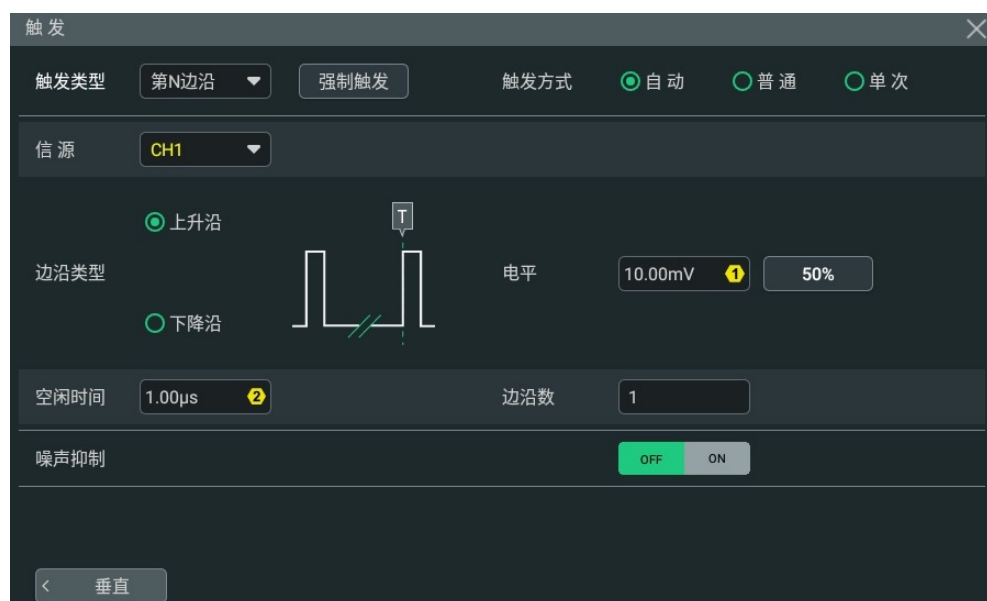 触发
触发类型 第N边沿 强制触发 触发方式 自动 普通 单次
信源 CH1
上升沿
T
边沿类型 电平 10.00mV 1 50%
下降沿
空闲时间 1.00μs 2 边沿数 1
噪声抑制 OFF ON
< 垂直